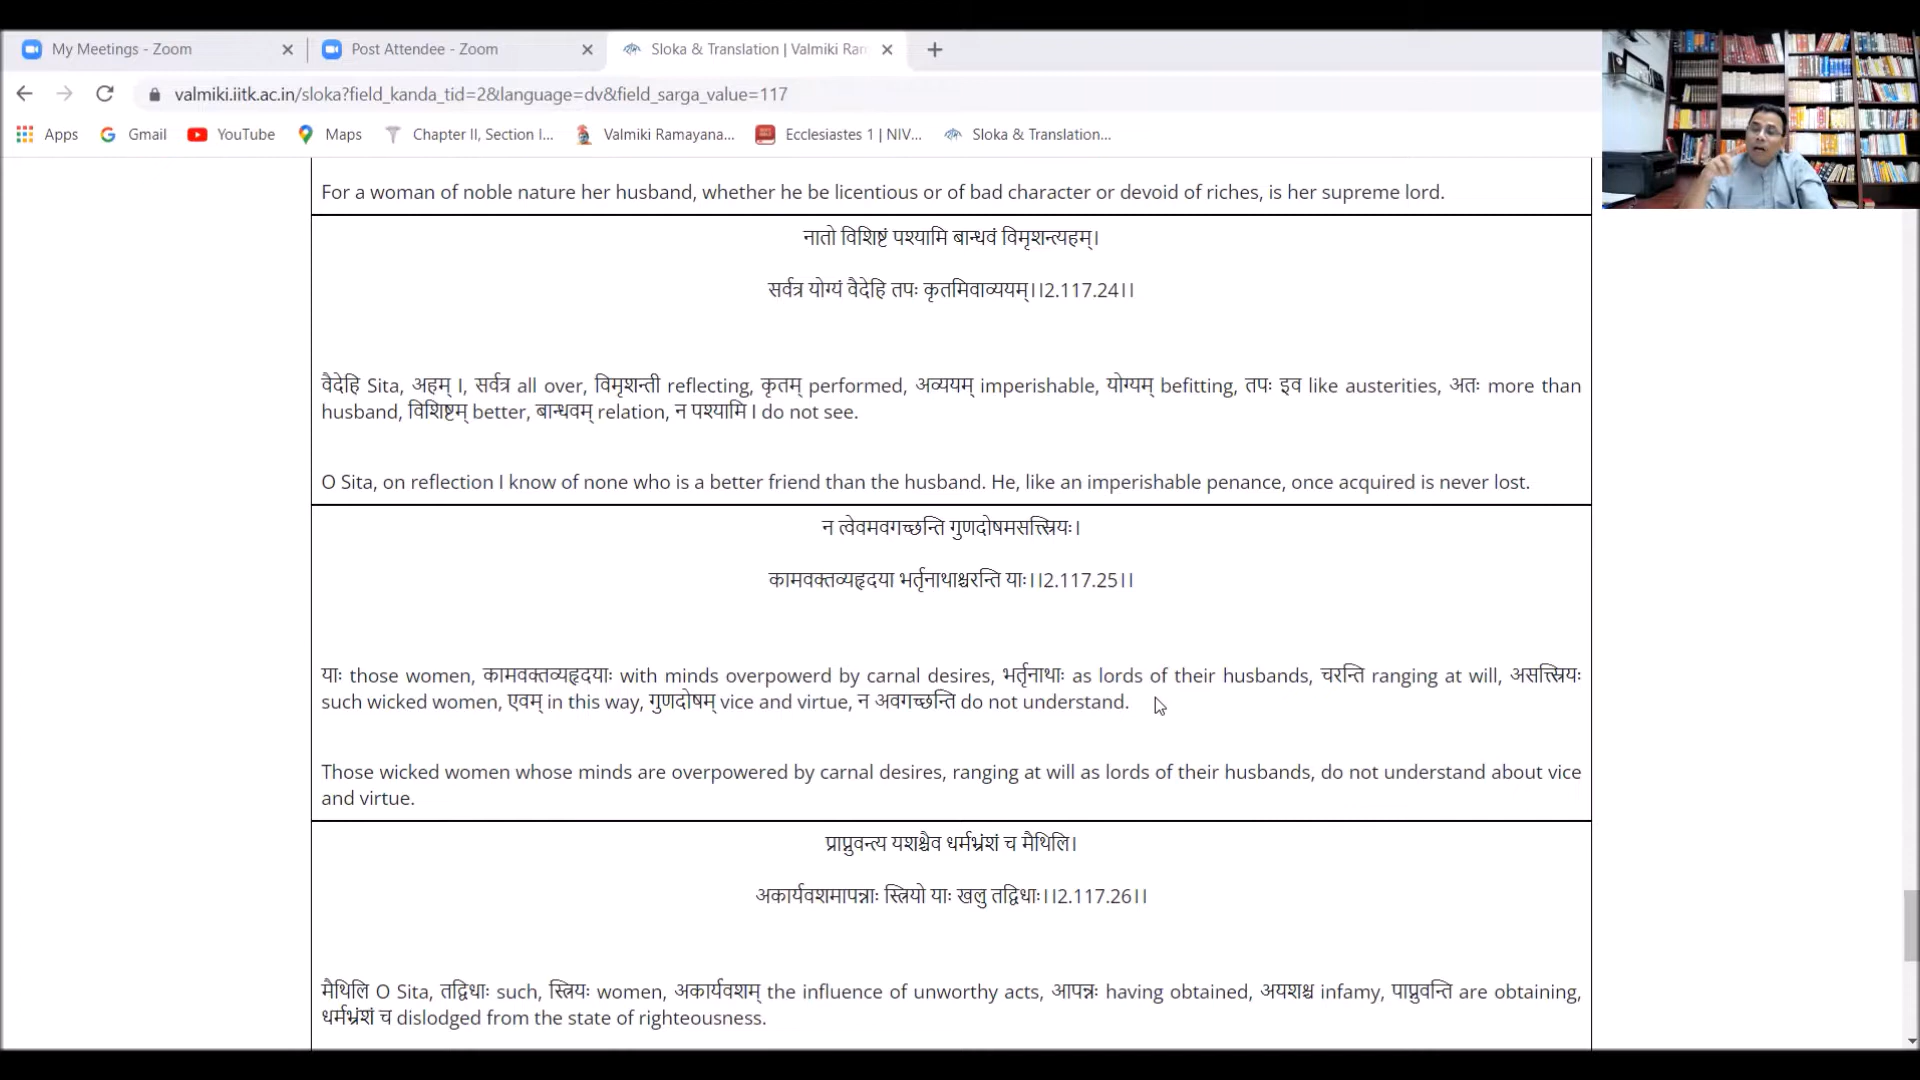 My Meetings - Zoom
Post Attendee - Zoom
Sloka & Translation | Valmiki Ram
valmiki.iitk.ac.in/sloka?field_kanda_tid=2&language=dv&field_sarga_value=117
Apps
Gmail
YouTube
Maps
Chapter II, Section I...
Valmiki Ramayana...
Ecclesiastes 1 | NIV...
Sloka & Translation...
For a woman of noble nature her husband, whether he be licentious or of bad character or devoid of riches, is her supreme lord.
नातो विशिष्टं पश्यामि बान्धवं विमृशन्त्यहम्।
सर्वत्र योग्यं वैदेहि तपः कृतमिवाव्ययम्।।2.117.24।।
वैदेहि Sita, अहम् I, सर्वत्र all over, विमृशन्ती reflecting, कृतम् performed, अव्ययम् imperishable, योग्यम् befitting, तपः इव like austerities, अतः more than
husband, विशिष्टम् better, बान्धवम् relation, न पश्यामि I do not see.
O Sita, on reflection I know of none who is a better friend than the husband. He, like an imperishable penance, once acquired is never lost.
न त्वेवमवगच्छन्ति गुणदोषमसत्स्त्रियः।
कामवक्तव्यहृदया भर्तृनाथाश्चरन्ति याः।।2.117.25।।
याः those women, कामवक्तव्यहृदयाः with minds overpowerd by carnal desires, भर्तृनाथाः as lords of their husbands, चरन्ति ranging at will, असत्स्त्रियः
such wicked women, एवम् in this way, गुणदोषम् vice and virtue, न अवगच्छन्ति do not understand.
Those wicked women whose minds are overpowered by carnal desires, ranging at will as lords of their husbands, do not understand about vice
and virtue.
प्राप्नुवन्त्य यशश्चैव धर्मभ्रंशं च मैथिलि।
अकार्यवशमापन्नाः स्त्रियो याः खलु तद्विधाः।।2.117.26।।
मैथिलि O Sita, तद्विधाः such, स्त्रियः women, अकार्यवशम् the influence of unworthy acts, आपन्नः having obtained, अयशश्च infamy, पाप्नुवन्ति are obtaining,
धर्मभ्रंशं च dislodged from the state of righteousness.